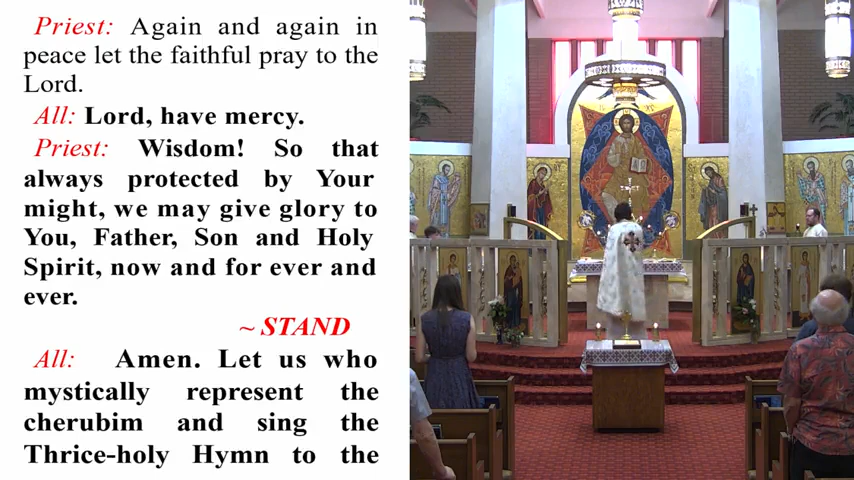 Priest: Again and again in
peace let the faithful pray to the
Lord.
All: Lord, have mercy.
Priest: Wisdom! So that
always protected by Your
might, we may give glory to
You, Father, Son and Holy
Spirit, now and for ever and
ever.
~ STAND
All: Amen. Let us who
mystically represent the
cherubim and sing the
Thrice-holy Hymn to the